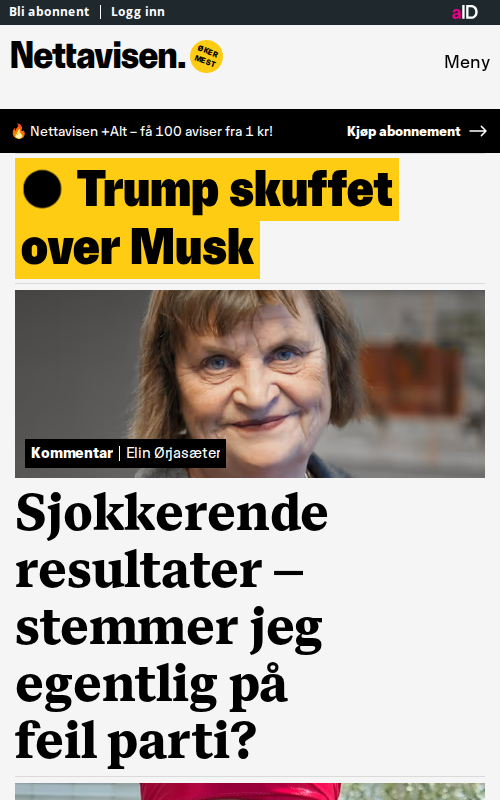 Bli abonnent | Logg inn
aID
Nettavisen.
ØKER
MEST
Meny
🔥 Nettavisen +Alt – få 100 aviser fra 1 kr!
Kjøp abonnement →
● Trump skuffet
over Musk
Kommentar | Elin Ørjasæter
Sjokkerende
resultater –
stemmer jeg
egentlig på
feil parti?